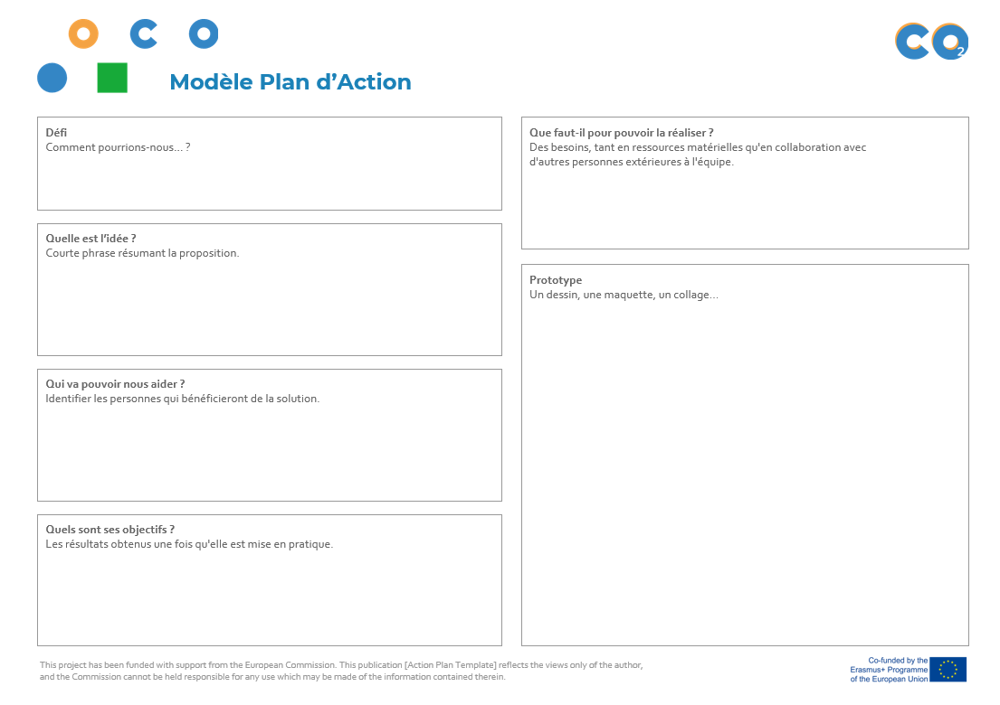 O C O
CO2
Modèle Plan d’Action
Défi
Comment pourrions-nous... ?
Quelle est l’idée ?
Courte phrase résumant la proposition.
Qui va pouvoir nous aider ?
Identifier les personnes qui bénéficieront de la solution.
Quels sont ses objectifs ?
Les résultats obtenus une fois qu'elle est mise en pratique.
Que faut-il pour pouvoir la réaliser ?
Des besoins, tant en ressources matérielles qu'en collaboration avec
d'autres personnes extérieures à l'équipe.
Prototype
Un dessin, une maquette, un collage...
This project has been funded with support from the European Commission. This publication [Action Plan Template] reflects the views only of the author,
and the Commission cannot be held responsible for any use which may be made of the information contained therein.
Co-funded by the
Erasmus+ Programme
of the European Union